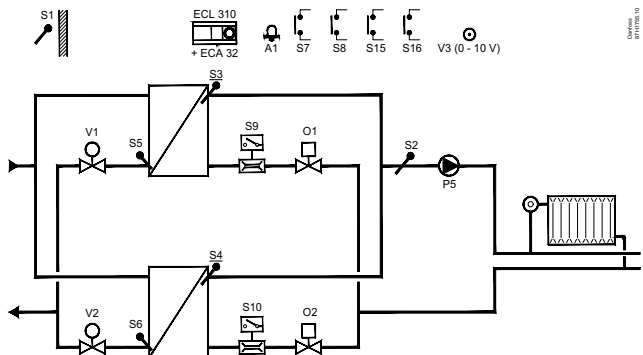 S1
ECL 310
+ ECA 32
A1
S7
S8
S15
S16
V3 (0 - 10 V)
Danfoss
87H1755.10
S3
V1
S5
S9
O1
S2
P5
S4
V2
S6
S10
O2